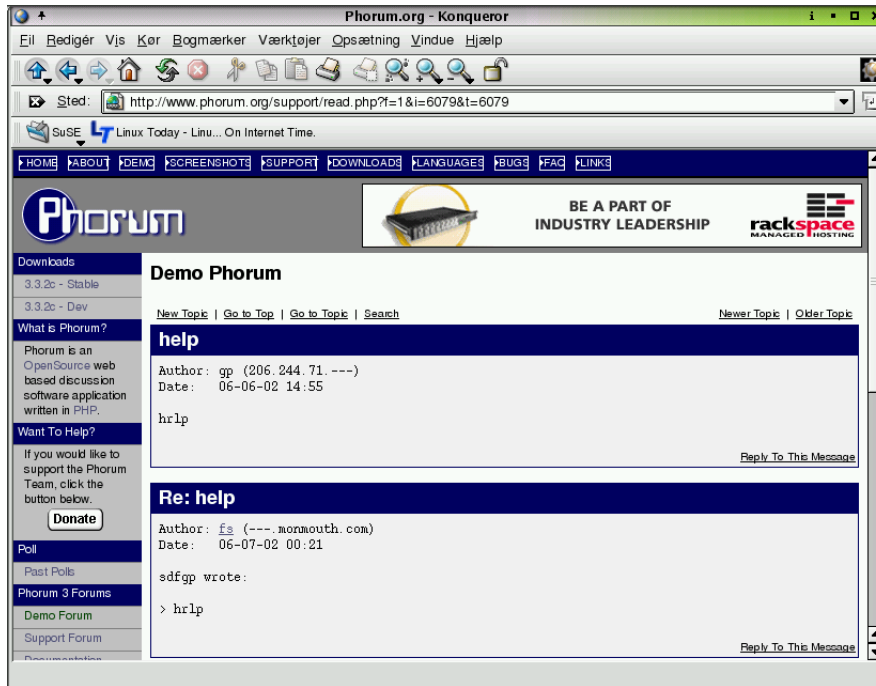 Phorum.org - Konqueror
Fil Redigér Vis Kør Bogmærker Værktøjer Opsætning Vindue Hjælp
Sted: http://www.phorum.org/support/read.php?f=1&i=6079&t=6079
SuSE Linux Today - Linu... On Internet Time.
HOME ABOUT DEMO SCREENSHOTS SUPPORT DOWNLOADS LANGUAGES BUGS FAQ LINKS
Phorum
BE A PART OF
INDUSTRY LEADERSHIP
rackspace
MANAGED HOSTING
Downloads
3.3.2c - Stable
3.3.2c - Dev
What is Phorum?
Phorum is an
OpenSource web
based discussion
software application
written in PHP.
Want To Help?
If you would like to
support the Phorum
Team, click the
button below.
Donate
Poll
Past Polls
Phorum 3 Forums
Demo Forum
Support Forum
Documentation
Demo Phorum
New Topic | Go to Top | Go to Topic | Search
Newer Topic | Older Topic
help
Author: gp (206.244.71.---)
Date: 06-06-02 14:55
hrlp
Reply To This Message
Re: help
Author: fs (---.monmouth.com)
Date: 06-07-02 00:21
sdfgp wrote:
> hrlp
Reply To This Message